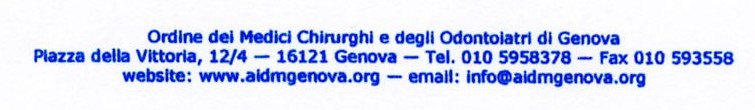 Ordine dei Medici Chirurghi e degli Odontoiatri di Genova
Piazza della Vittoria, 12/4 — 16121 Genova — Tel. 010 5958378 — Fax 010 593558
website: www.aidmgenova.org — email: info@aidmgenova.org